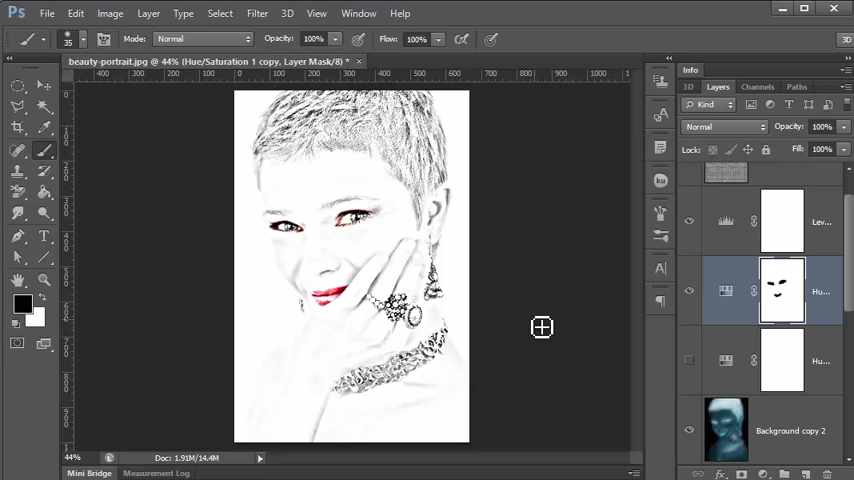 Ps File Edit Image Layer Type Select Filter 3D View Window Help
35 Mode: Normal Opacity: 100% Flow: 100% 3D
beauty-portrait.jpg @ 44% (Hue/Saturation 1 copy, Layer Mask/8) * ×
400 300 200 100 0 100 200 300 400 500 600 700 800 900 1000
Info
3D Layers Channels Paths
Kind
Normal Opacity: 100%
Lock: Fill: 100%
Lev...
Hu...
Hu...
Background copy 2
ku
A
44% Doc: 1.91M/14.4M
Mini Bridge Measurement Log
fx